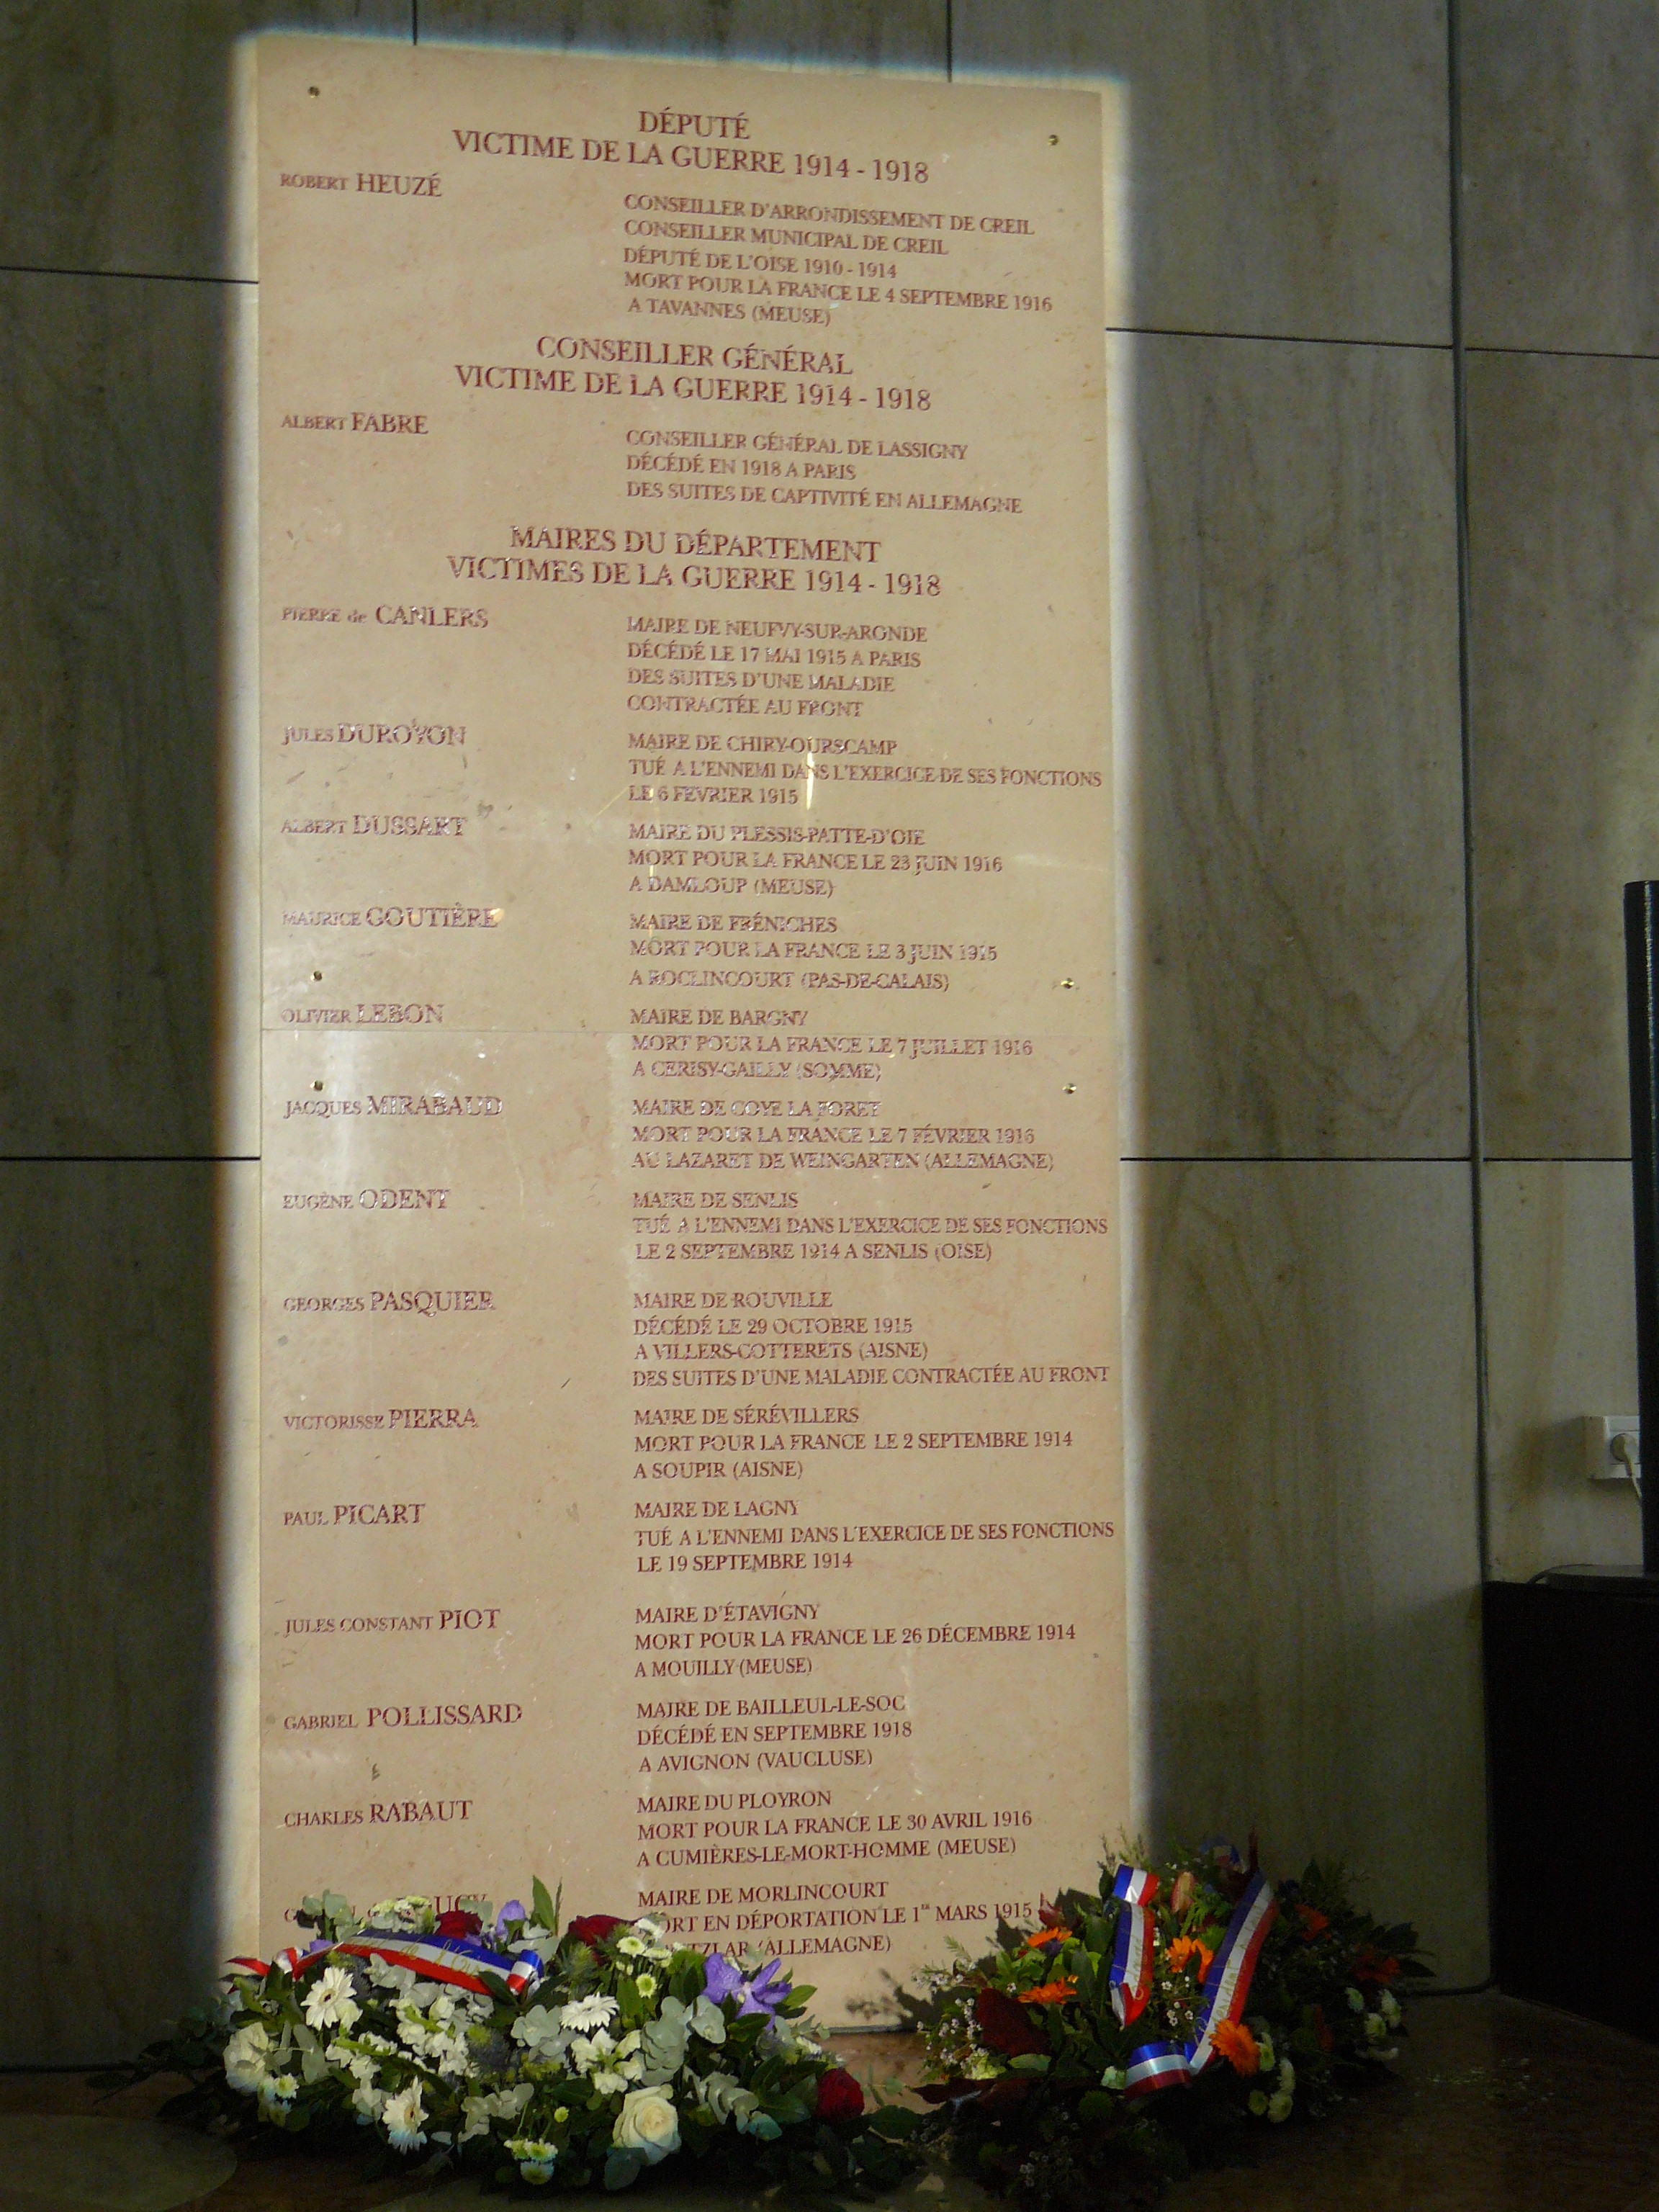 DÉPUTÉ
VICTIME DE LA GUERRE 1914 - 1918
ROBERT HEUZÉ
CONSEILLER D'ARRONDISSEMENT DE CREIL
CONSEILLER MUNICIPAL DE CREIL
DÉPUTÉ DE L'OISE 1910 - 1914
MORT POUR LA FRANCE LE 4 SEPTEMBRE 1916
A TAVANNES (MEUSE)
CONSEILLER GÉNÉRAL
VICTIME DE LA GUERRE 1914 - 1918
ALBERT FABRE
CONSEILLER GÉNÉRAL DE LASSIGNY
DÉCÉDÉ EN 1918 A PARIS
DES SUITES DE CAPTIVITÉ EN ALLEMAGNE
MAIRES DU DÉPARTEMENT
VICTIMES DE LA GUERRE 1914 - 1918
PIERRE de CANLERS
MAIRE DE NEUFVY-SUR-ARONDE
DÉCÉDÉ LE 17 MAI 1915 A PARIS
DES SUITES D'UNE MALADIE
CONTRACTÉE AU FRONT
JULES DUROYON
MAIRE DE CHIRY-OURSCAMP
TUÉ A L'ENNEMI DANS L'EXERCICE DE SES FONCTIONS
LE 6 FEVRIER 1915
ALBERT DUSSART
MAIRE DU PLESSIS-PATTE-D'OIE
MORT POUR LA FRANCE LE 23 JUIN 1916
A DAMLOUP (MEUSE)
MAURICE GOUTIÈRE
MAIRE DE FRÉNICHES
MORT POUR LA FRANCE LE 3 JUIN 1915
A ROCLINCOURT (PAS-DE-CALAIS)
OLIVIER LEBON
MAIRE DE BARGNY
MORT POUR LA FRANCE LE 7 JUILLET 1916
A CERISY-GAILLY (SOMME)
JACQUES MIRABAUD
MAIRE DE COYE LA FORET
MORT POUR LA FRANCE LE 7 FÉVRIER 1916
AU LAZARET DE WEINGARTEN (ALLEMAGNE)
EUGÈNE ODENT
MAIRE DE SENLIS
TUÉ A L'ENNEMI DANS L'EXERCICE DE SES FONCTIONS
LE 2 SEPTEMBRE 1914 A SENLIS (OISE)
GEORGES PASQUIER
MAIRE DE ROUVILLE
DÉCÉDÉ LE 29 OCTOBRE 1915
A VILLERS-COTTERETS (AISNE)
DES SUITES D'UNE MALADIE CONTRACTÉE AU FRONT
VICTORISSE PIERRA
MAIRE DE SÉRÉVILLERS
MORT POUR LA FRANCE LE 2 SEPTEMBRE 1914
A SOUPIR (AISNE)
PAUL PICART
MAIRE DE LAGNY
TUÉ A L'ENNEMI DANS L'EXERCICE DE SES FONCTIONS
LE 19 SEPTEMBRE 1914
JULES CONSTANT PIOT
MAIRE D'ÉTAVIGNY
MORT POUR LA FRANCE LE 26 DÉCEMBRE 1914
A MOUILLY (MEUSE)
GABRIEL POLLISSARD
MAIRE DE BAILLEUL-LE-SOC
DÉCÉDÉ EN SEPTEMBRE 1918
A AVIGNON (VAUCLUSE)
CHARLES RABAUT
MAIRE DU PLOYRON
MORT POUR LA FRANCE LE 30 AVRIL 1916
A CUMIÈRES-LE-MORT-HOMME (MEUSE)
MAIRE DE MORLINCOURT
MORT EN DÉPORTATION LE 1er MARS 1915
(ALLEMAGNE)